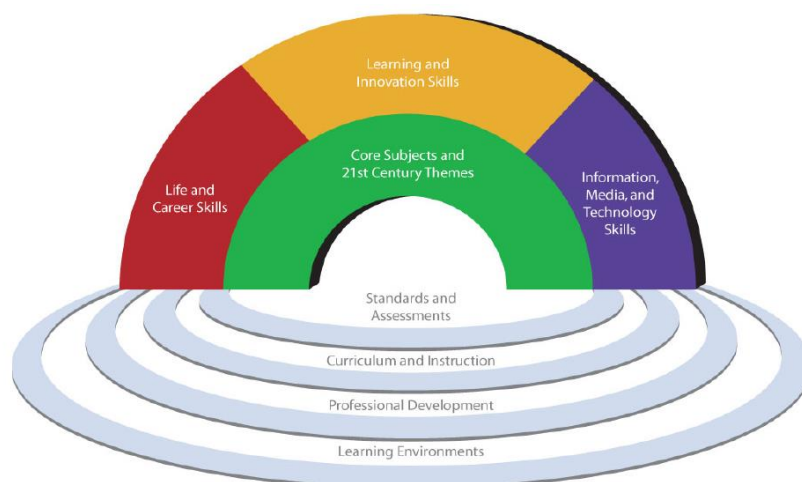 Learning and
Innovation Skills
Core Subjects and
21st Century Themes
Life and
Career Skills
Information,
Media, and
Technology
Skills
Standards and
Assessments
Curriculum and Instruction
Professional Development
Learning Environments